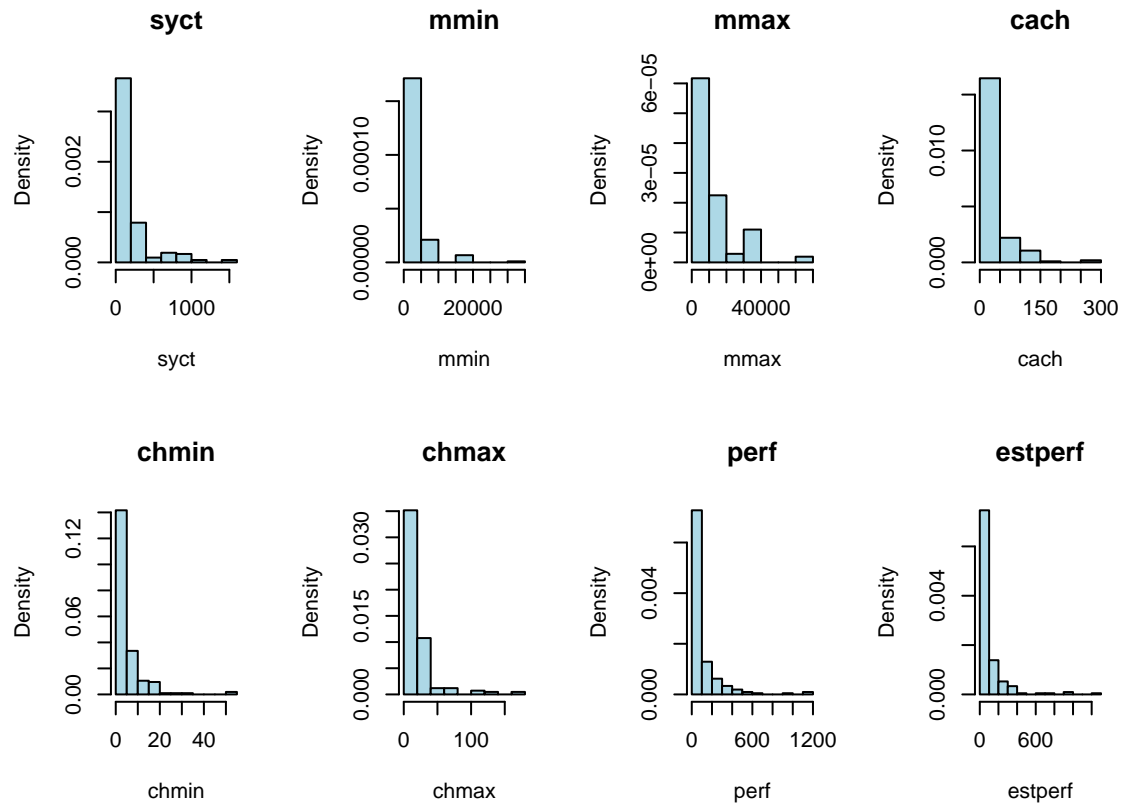 syct
mmin
mmax
cach
Density
0.000
0.002
0
1000
syct
Density
0.00000
0.00010
0
20000
mmin
Density
0e+00
3e-05
6e-05
0
40000
mmax
Density
0.000
0.010
0
150
300
cach
chmin
chmax
perf
estperf
Density
0.00
0.06
0.12
0
20
40
chmin
Density
0.000
0.015
0.030
0
100
chmax
Density
0.000
0.004
0
600
1200
perf
Density
0.000
0.004
0
600
estperf